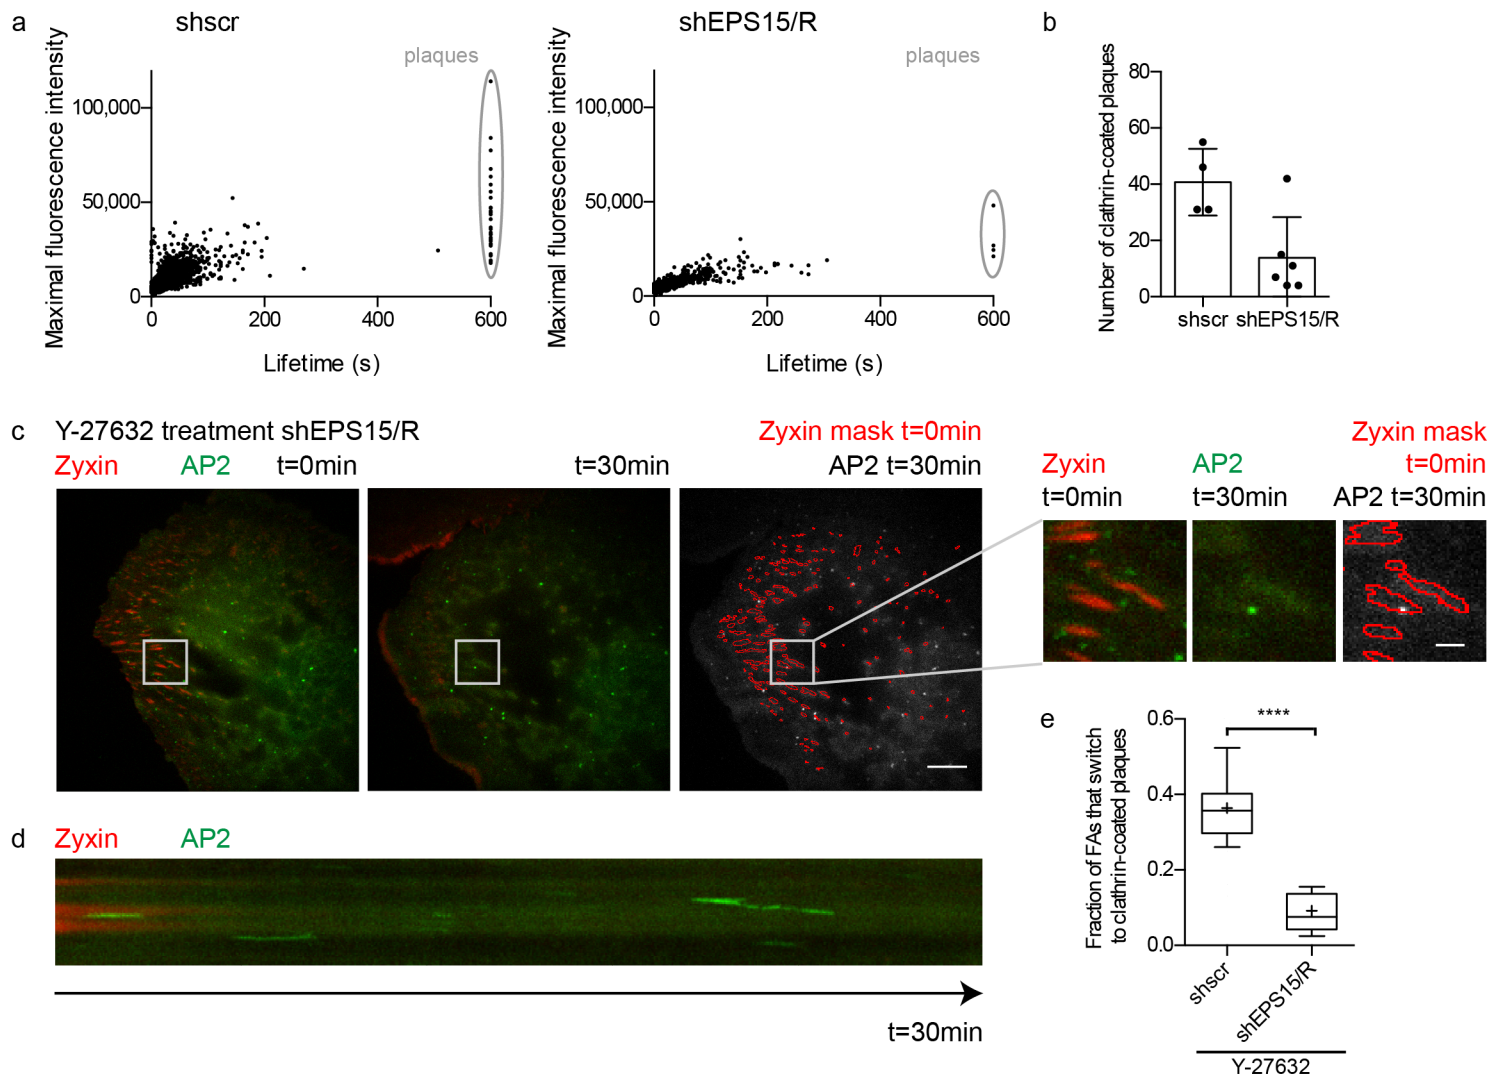 a
shscr
plaques
Maximal fluorescence intensity
100,000
50,000
0
0 200 400 600
Lifetime (s)
shEPS15/R
plaques
Maximal fluorescence intensity
100,000
50,000
0
0 200 400 600
Lifetime (s)
b
Number of clathrin-coated plaques
80
60
40
20
0
shscr shEPS15/R
c
Y-27632 treatment shEPS15/R
Zyxin AP2 t=0min
t=30min
Zyxin mask t=0min
AP2 t=30min
Zyxin
t=0min
AP2
t=30min
Zyxin mask
t=0min
AP2 t=30min
d
Zyxin AP2
t=30min
e
Fraction of FAs that switch
to clathrin-coated plaques
0.6
0.4
0.2
0.0
****
shscr
shEPS15/R
Y-27632